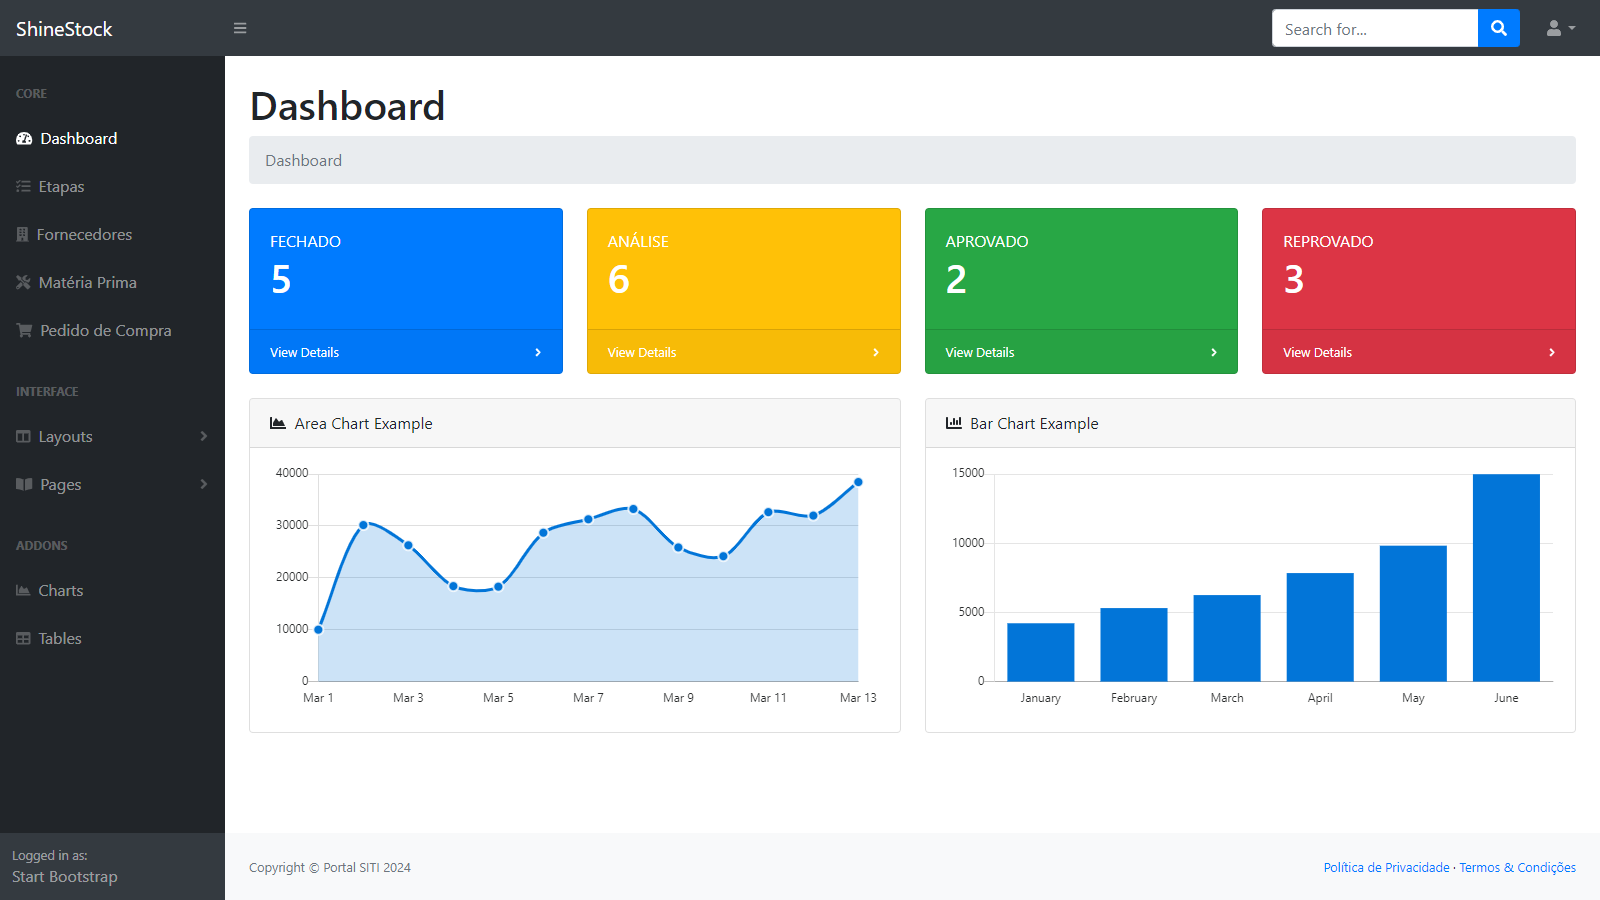 ShineStock
Search for...
CORE
Dashboard
Etapas
Fornecedores
Matéria Prima
Pedido de Compra
INTERFACE
Layouts
Pages
ADDONS
Charts
Tables
Logged in as:
Start Bootstrap
Dashboard
Dashboard
FECHADO
5
View Details
ANÁLISE
6
View Details
APROVADO
2
View Details
REPROVADO
3
View Details
Area Chart Example
40000
30000
20000
10000
0
Mar 1 Mar 3 Mar 5 Mar 7 Mar 9 Mar 11 Mar 13
Bar Chart Example
15000
10000
5000
0
January February March April May June
Copyright © Portal SITI 2024
Política de Privacidade · Termos & Condições